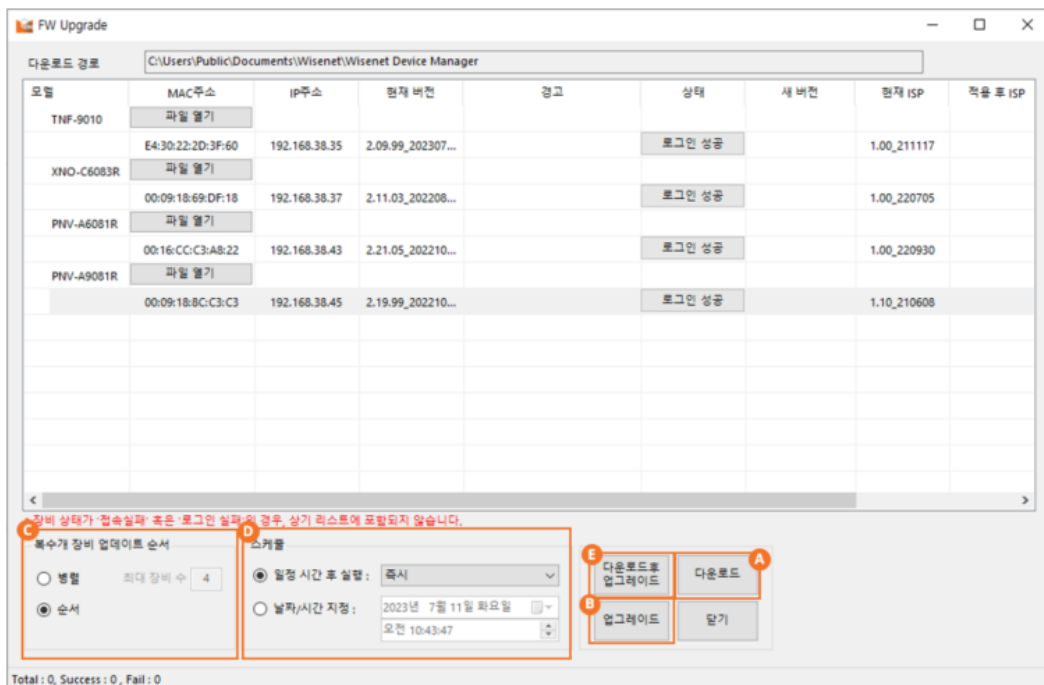 FW Upgrade
다운로드 경로 C:\Users\Public\Documents\Wisenet\Wisenet Device Manager
모델 MAC주소 IP주소 현재 버전 경고 상태 새 버전 현재 ISP 적용 후 ISP
TNF-9010 파일 열기
E4:30:22:2D:3F:60 192.168.38.35 2.09.99_202307... 로그인 성공 1.00_211117
XNO-C6083R 파일 열기
00:09:18:69:DF:18 192.168.38.37 2.11.03_202208... 로그인 성공 1.00_220705
PNV-A6081R 파일 열기
00:16:CC:C3:A8:22 192.168.38.43 2.21.05_202210... 로그인 성공 1.00_220930
PNV-A9081R 파일 열기
00:09:18:8C:C3:C3 192.168.38.45 2.19.99_202210... 로그인 성공 1.10_210608
장비 상태가 '접속실패' 혹은 '로그인 실패'인 경우, 상기 리스트에 포함되지 않습니다.
C
복수개 장비 업데이트 순서
병렬 최대 장비 수 4
순서
D
스케줄
일정 시간 후 실행 : 즉시
날짜/시간 지정 : 2023년 7월 11일 화요일
오전 10:43:47
E
다운로드후
업그레이드
A
다운로드
B
업그레이드
닫기
Total : 0, Success : 0 , Fail : 0